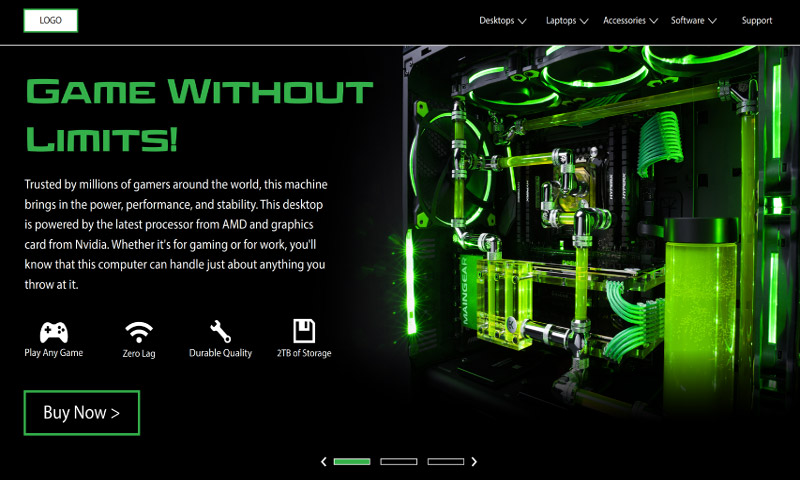 LOGO
Desktops
Laptops
Accessories
Software
Support
Game Without
Limits!
Trusted by millions of gamers around the world, this machine
brings in the power, performance, and stability. This desktop
is powered by the latest processor from AMD and graphics
card from Nvidia. Whether it's for gaming or for work, you'll
know that this computer can handle just about anything you
throw at it.
Play Any Game
Zero Lag
Durable Quality
2TB of Storage
Buy Now >
MAINGEAR
HYPERX
HYPERX